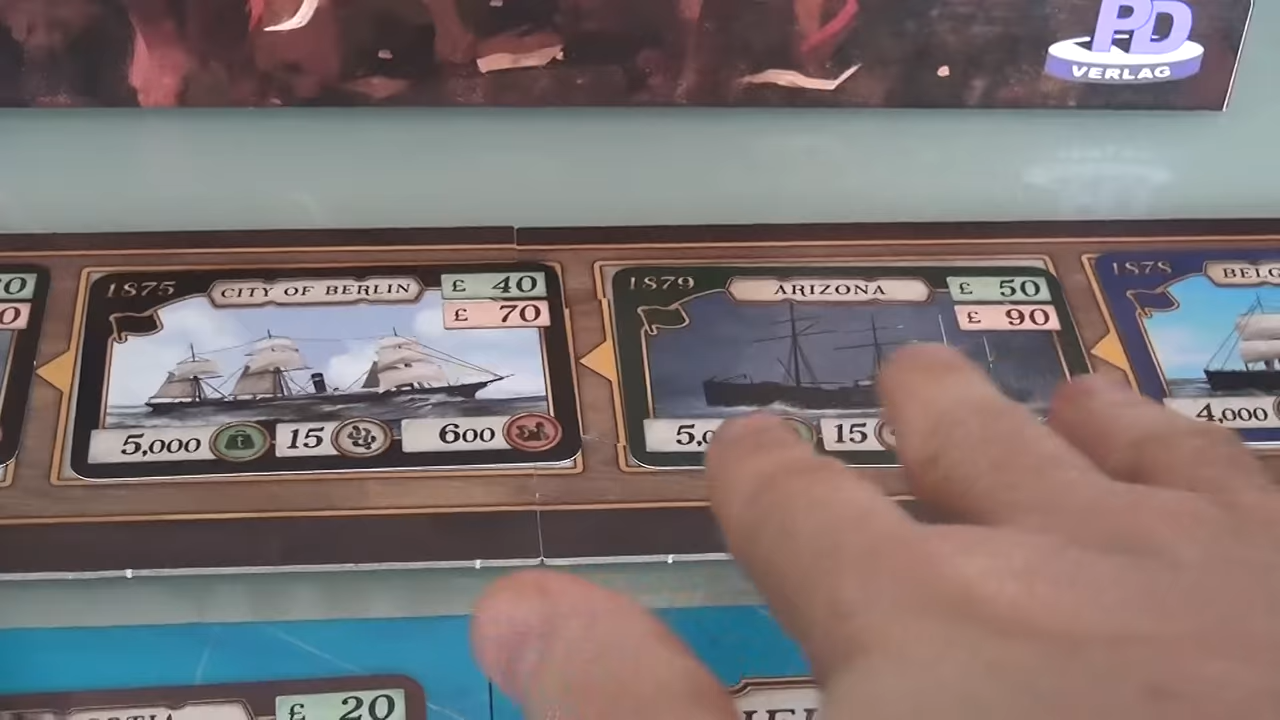 PD
VERLAG
1875
CITY OF BERLIN
£ 40
£ 70
5,000
t
15
600
1879
ARIZONA
£ 50
£ 90
15
1878
4,000
£ 20